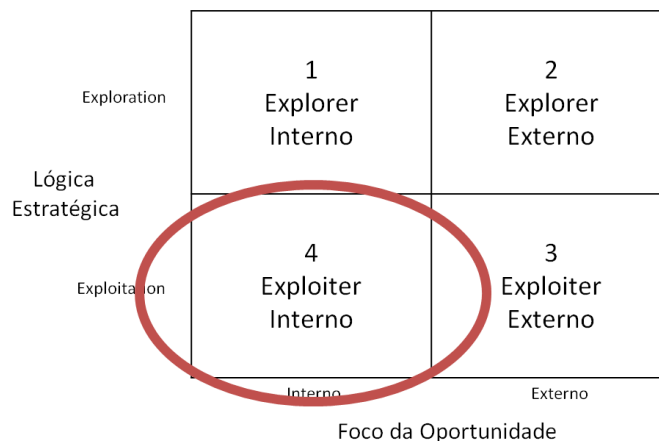 1
Explorer
Interno
2
Explorer
Externo
Exploration
Lógica
Estratégica
4
Exploiter
Interno
3
Exploiter
Externo
Exploitation
Interno
Externo
Foco da Oportunidade